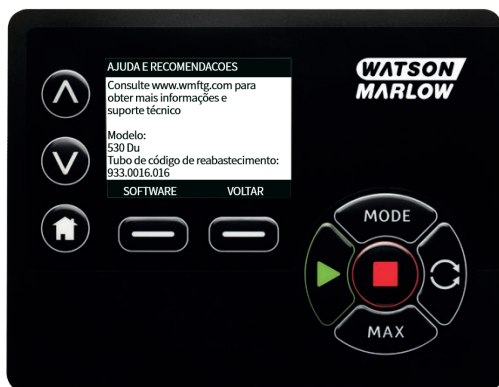 AJUDA E RECOMENDACOES
Consulte www.wmftg.com para
obter mais informações e
suporte técnico
Modelo:
530 Du
Tubo de código de reabastecimento:
933.0016.016
SOFTWARE VOLTAR
WATSON
MARLOW
MODE
MAX